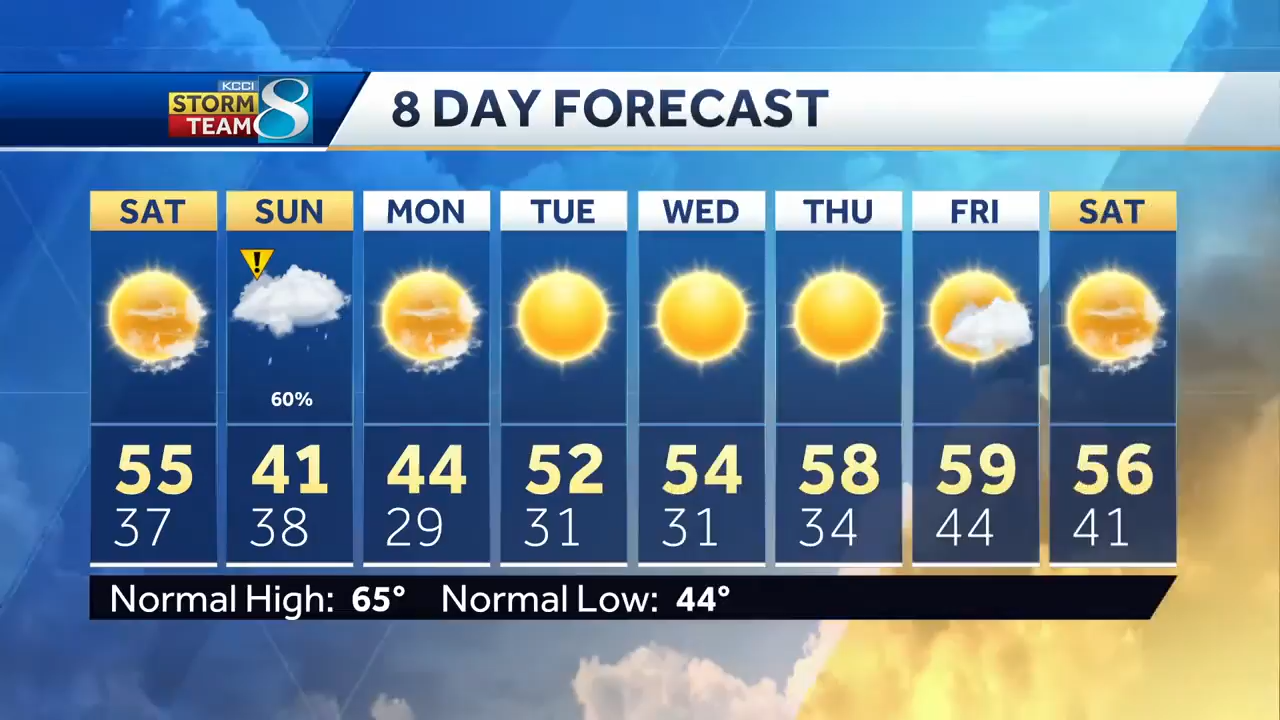 KCCI
STORM
TEAM 8
8 DAY FORECAST
SAT SUN MON TUE WED THU FRI SAT
!
60%
55 41 44 52 54 58 59 56
37 38 29 31 31 34 44 41
Normal High: 65° Normal Low: 44°